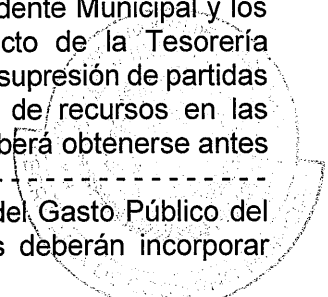 dente Municipal y los
cto de la Tesorería
supresión de partidas
de recursos en las
berá obtenerse antes
- - - - - - - - - - - - - - - - - -
del Gasto Público del
s deberán incorporar